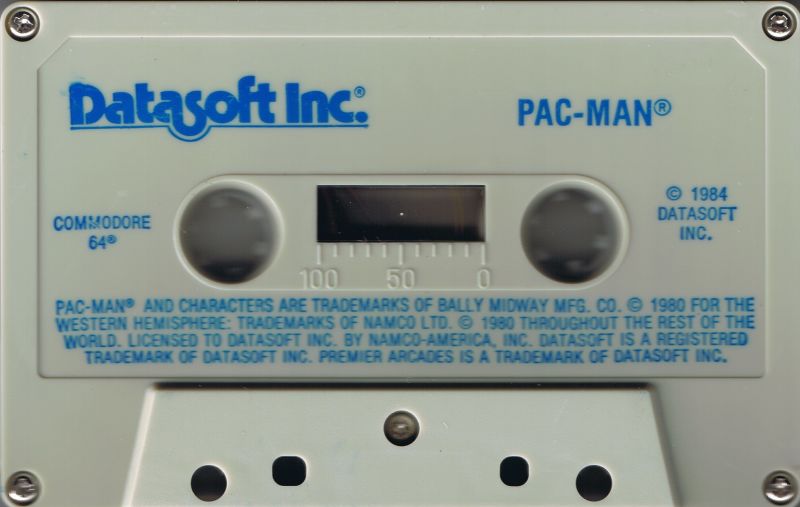 Datasoft Inc.®
PAC-MAN®
COMMODORE
64®
© 1984
DATASOFT
INC.
100 50 0
PAC-MAN® AND CHARACTERS ARE TRADEMARKS OF BALLY MIDWAY MFG. CO. © 1980 FOR THE
WESTERN HEMISPHERE: TRADEMARKS OF NAMCO LTD. © 1980 THROUGHOUT THE REST OF THE
WORLD. LICENSED TO DATASOFT INC. BY NAMCO-AMERICA, INC. DATASOFT IS A REGISTERED
TRADEMARK OF DATASOFT INC. PREMIER ARCADES IS A TRADEMARK OF DATASOFT INC.